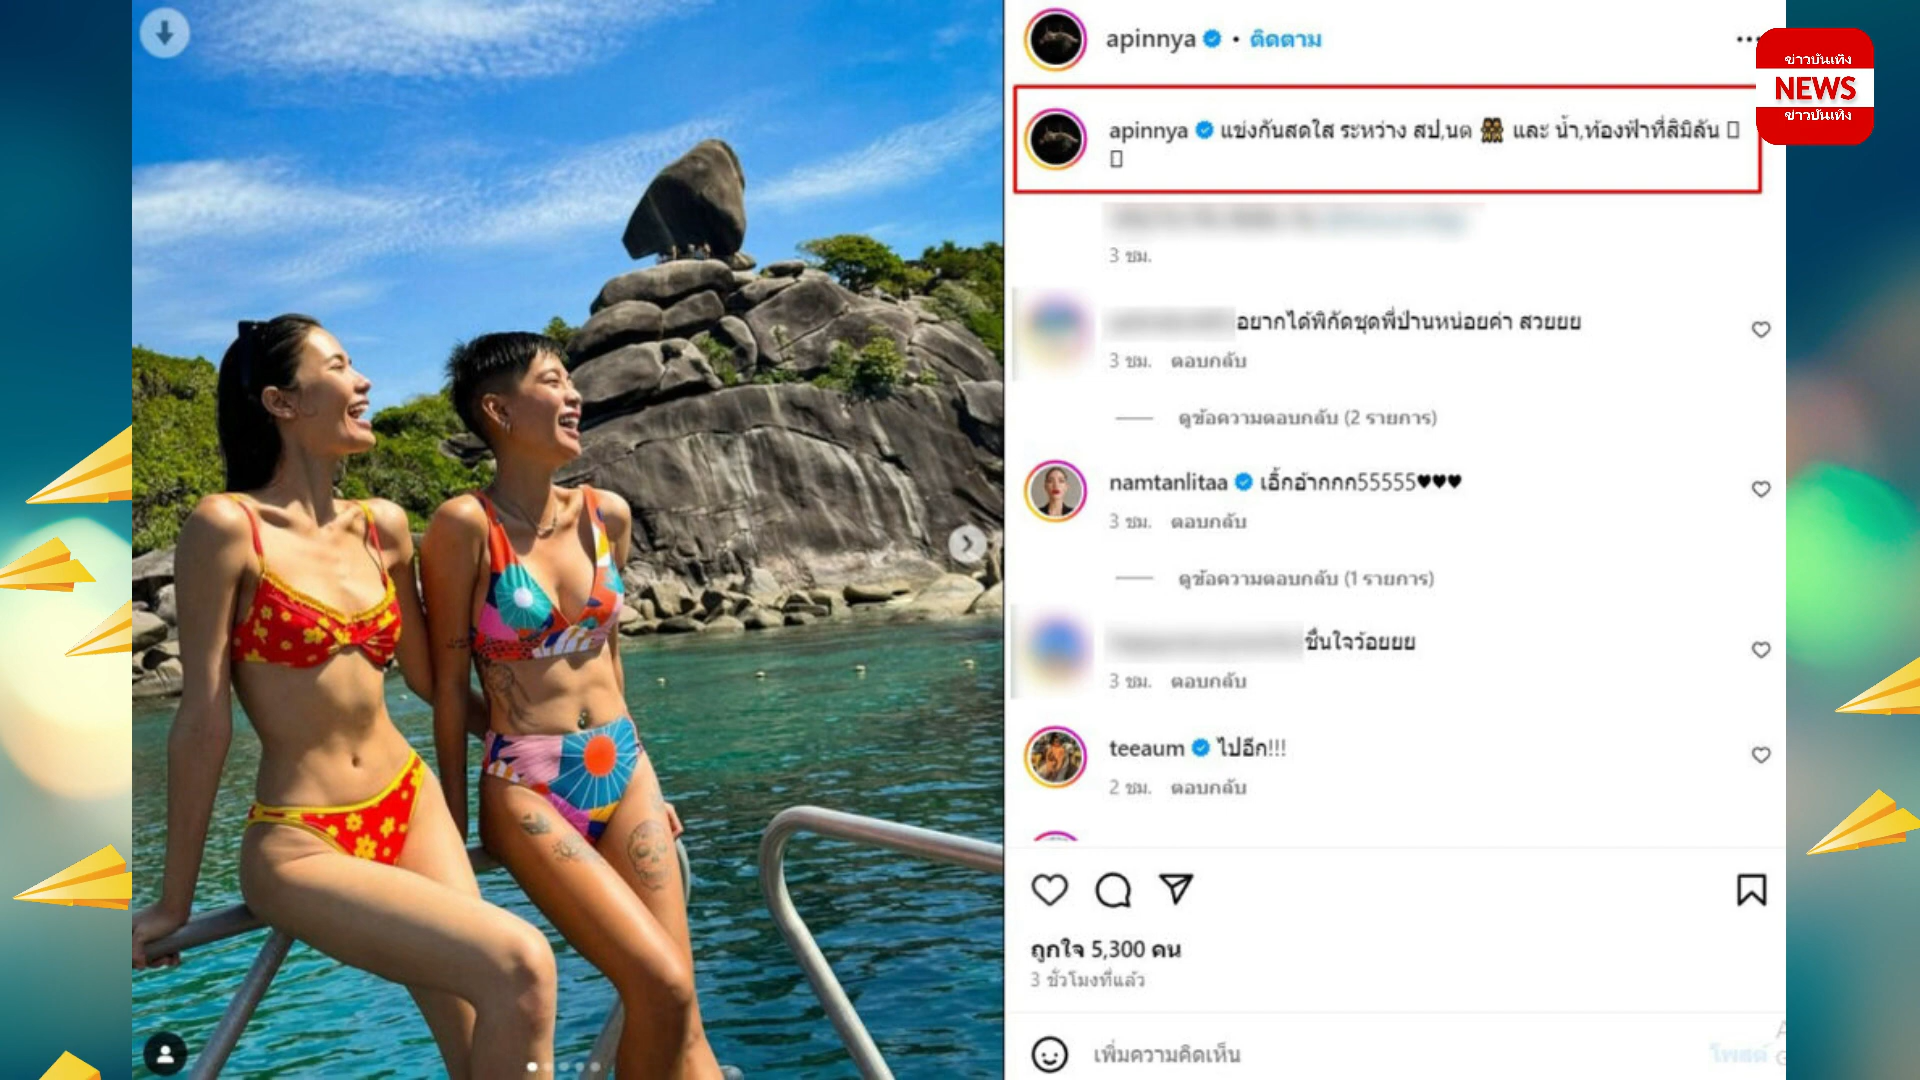 apinnya • ติดตาม
ข่าวบันเทิง
NEWS
ข่าวบันเทิง
apinnya แข่งกันสดใส ระหว่าง สป,นด และ น้ำ,ท้องฟ้าที่สิมิลัน
3 ชม.
อยากได้พิกัดชุดพี่ป่านหน่อยค่า สวยยย
3 ชม. ตอบกลับ
ดูข้อความตอบกลับ (2 รายการ)
namtanlitaa เอิ้กอ้ากกก55555♥♥♥
3 ชม. ตอบกลับ
ดูข้อความตอบกลับ (1 รายการ)
ชื่นใจว้อยยย
3 ชม. ตอบกลับ
teeaum ไปอีก!!!
2 ชม. ตอบกลับ
ถูกใจ 5,300 คน
3 ชั่วโมงที่แล้ว
เพิ่มความคิดเห็น
โพสต์